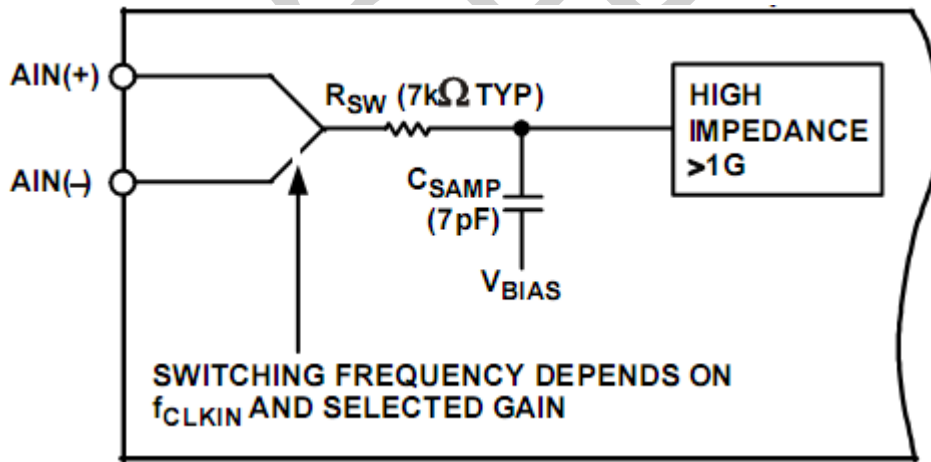 AIN(+)
AIN(–)
RSW (7kΩ TYP)
HIGH
IMPEDANCE
>1G
CSAMP
(7pF)
VBIAS
SWITCHING FREQUENCY DEPENDS ON
fCLKIN AND SELECTED GAIN